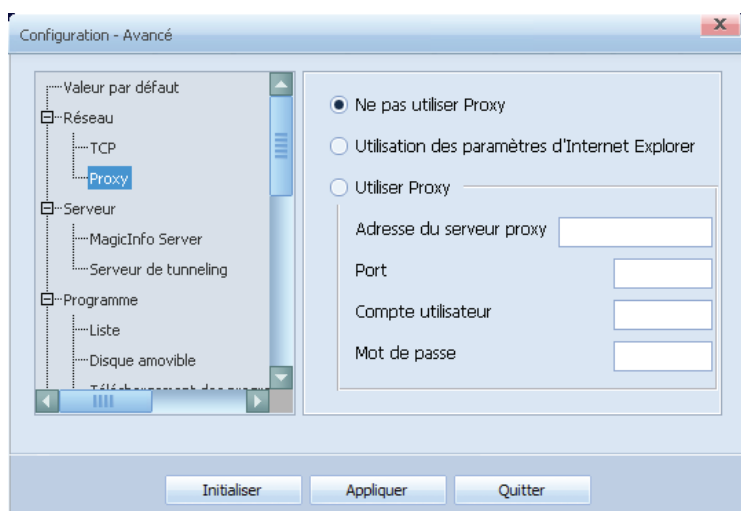 Configuration - Avancé
Valeur par défaut
Réseau
TCP
Proxy
Serveur
MagicInfo Server
Serveur de tunneling
Programme
Liste
Disque amovible
Ne pas utiliser Proxy
Utilisation des paramètres d'Internet Explorer
Utiliser Proxy
Adresse du serveur proxy
Port
Compte utilisateur
Mot de passe
Initialiser
Appliquer
Quitter